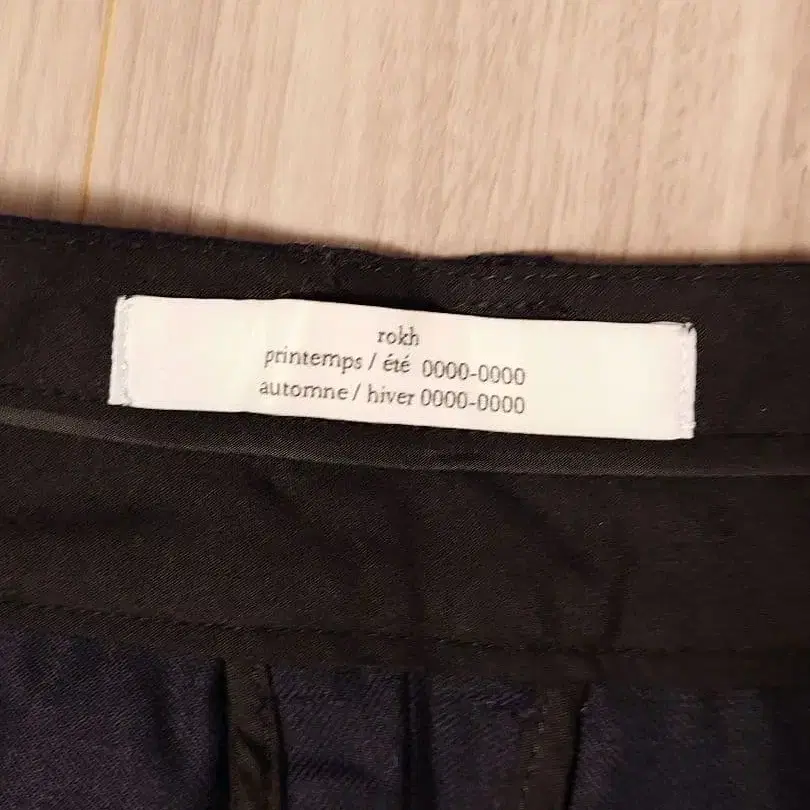 rokh
printemps / été 0000-0000
automne / hiver 0000-0000